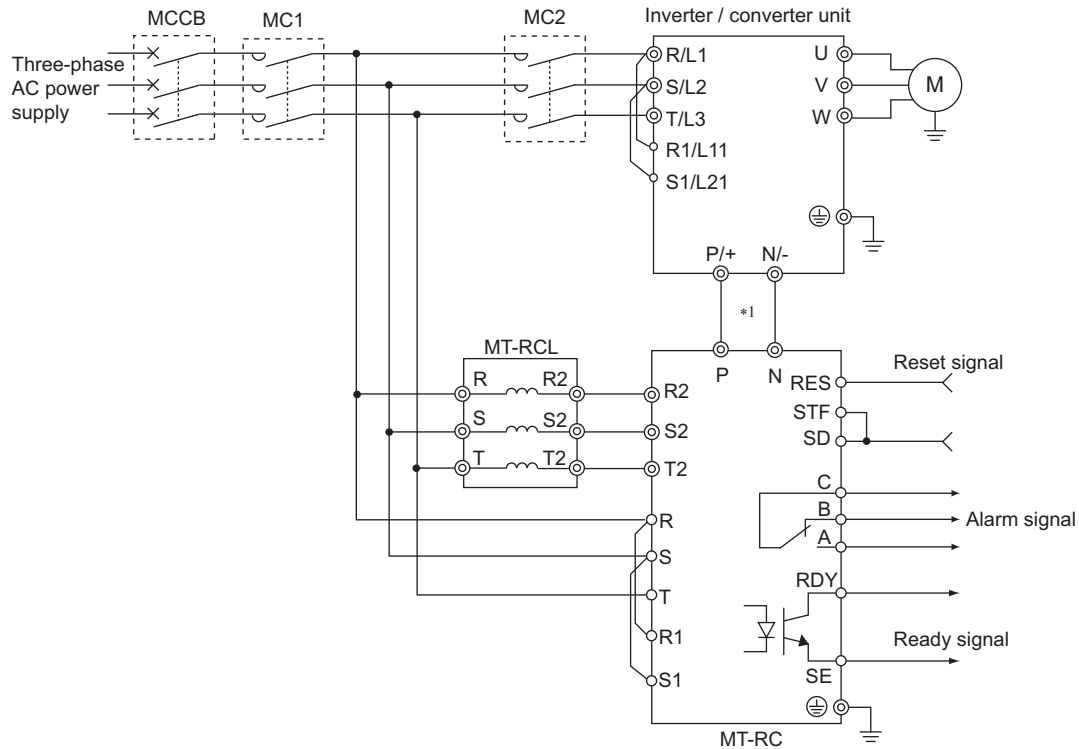 MCCB
MC1
MC2
Inverter / converter unit
Three-phase
AC power
supply
R/L1
S/L2
T/L3
R1/L11
S1/L21
U
V
W
M
P/+
N/-
*1
MT-RCL
R
R2
S
S2
T
T2
P
N
R2
S2
T2
R
S
T
R1
S1
RES
STF
SD
C
B
A
RDY
SE
Reset signal
Alarm signal
Ready signal
MT-RC